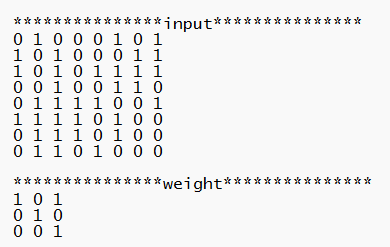 ***************input***************
0 1 0 0 0 1 0 1
1 0 1 0 0 0 1 1
1 0 1 0 1 1 1 1
0 0 1 0 0 1 1 0
0 1 1 1 1 0 0 1
1 1 1 1 0 1 0 0
0 1 1 1 0 1 0 0
0 1 1 0 1 0 0 0
***************weight***************
1 0 1
0 1 0
0 0 1